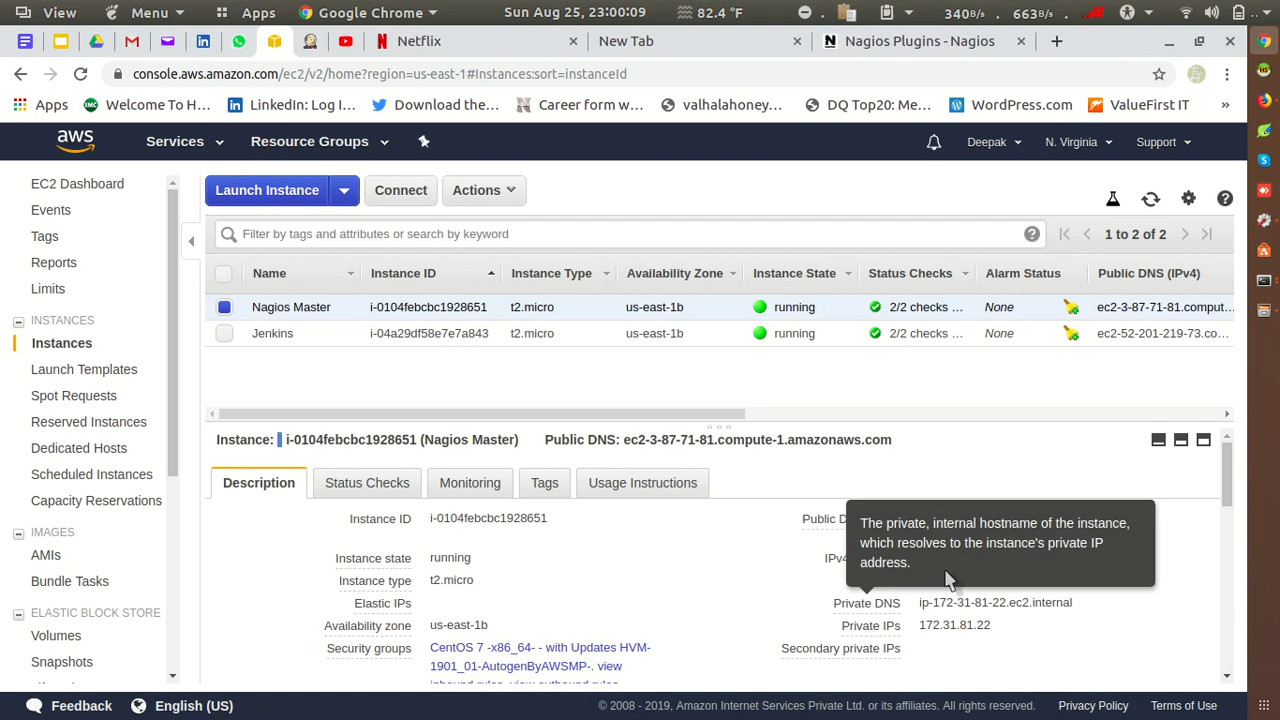 View
Menu
Apps
Google Chrome
Sun Aug 25, 23:00:09
82.4 °F
340B/s
663B/s
Netflix
New Tab
Nagios Plugins - Nagios
console.aws.amazon.com/ec2/v2/home?region=us-east-1#Instances:sort=instanceId
Apps
Welcome To H...
LinkedIn: Log I...
Download the...
Career form w...
valhalahoney...
DQ Top20: Me...
WordPress.com
ValueFirst IT
»
aws
Services
Resource Groups
Deepak
N. Virginia
Support
EC2 Dashboard
Events
Tags
Reports
Limits
INSTANCES
Instances
Launch Templates
Spot Requests
Reserved Instances
Dedicated Hosts
Scheduled Instances
Capacity Reservations
IMAGES
AMIs
Bundle Tasks
ELASTIC BLOCK STORE
Volumes
Snapshots
Launch Instance
Connect
Actions
Filter by tags and attributes or search by keyword
1 to 2 of 2
Name Instance ID Instance Type Availability Zone Instance State Status Checks Alarm Status Public DNS (IPv4)
Nagios Master i-0104febcbc1928651 t2.micro us-east-1b running 2/2 checks ... None ec2-3-87-71-81.comput...
Jenkins i-04a29df58e7e7a843 t2.micro us-east-1b running 2/2 checks ... None ec2-52-201-219-73.co...
Instance: i-0104febcbc1928651 (Nagios Master) Public DNS: ec2-3-87-71-81.compute-1.amazonaws.com
Description
Status Checks
Monitoring
Tags
Usage Instructions
Instance ID i-0104febcbc1928651
Instance state running
Instance type t2.micro
Elastic IPs
Availability zone us-east-1b
Security groups CentOS 7 -x86_64- - with Updates HVM-
1901_01-AutogenByAWSMP-. view
inbound rules. view outbound rules
Public D
IPv4
The private, internal hostname of the instance,
which resolves to the instance's private IP
address.
Private DNS ip-172-31-81-22.ec2.internal
Private IPs 172.31.81.22
Secondary private IPs
Feedback
English (US)
© 2008 - 2019, Amazon Internet Services Private Ltd. or its affiliates. All rights reserved.
Privacy Policy
Terms of Use